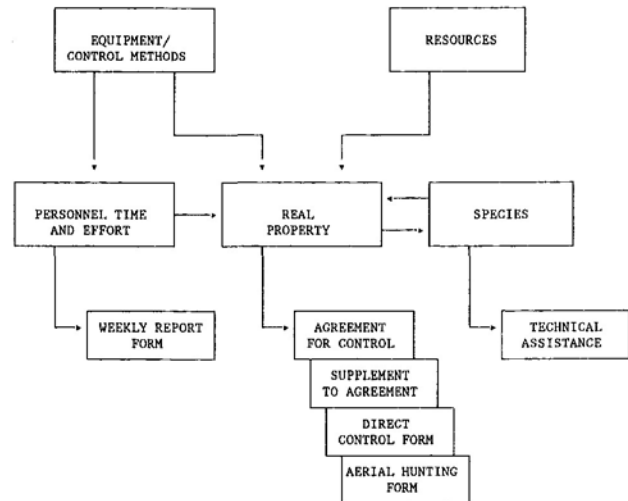 EQUIPMENT/
CONTROL METHODS
RESOURCES
PERSONNEL TIME
AND EFFORT
REAL
PROPERTY
SPECIES
WEEKLY REPORT
FORM
AGREEMENT
FOR CONTROL
TECHNICAL
ASSISTANCE
SUPPLEMENT
TO AGREEMENT
DIRECT
CONTROL FORM
AERIAL HUNTING
FORM